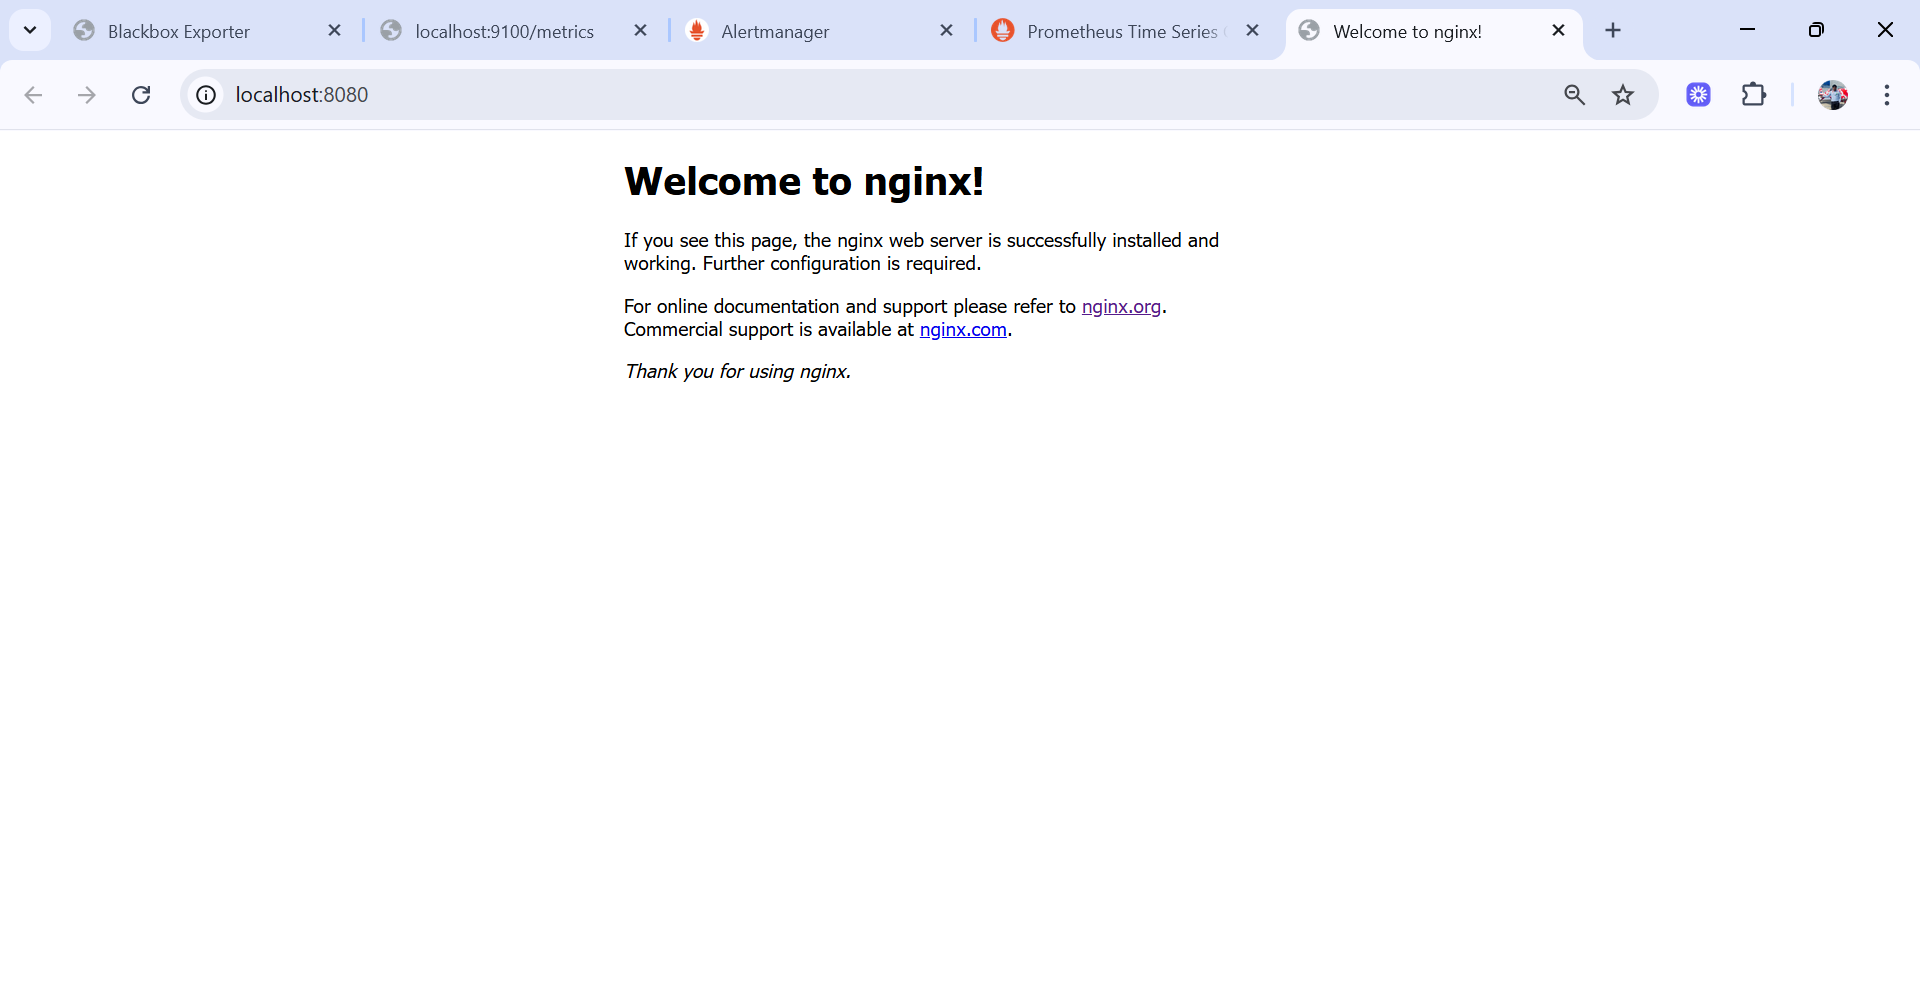 Blackbox Exporter
localhost:9100/metrics
Alertmanager
Prometheus Time Series
Welcome to nginx!
localhost:8080
Welcome to nginx!
If you see this page, the nginx web server is successfully installed and
working. Further configuration is required.
For online documentation and support please refer to nginx.org.
Commercial support is available at nginx.com.
Thank you for using nginx.